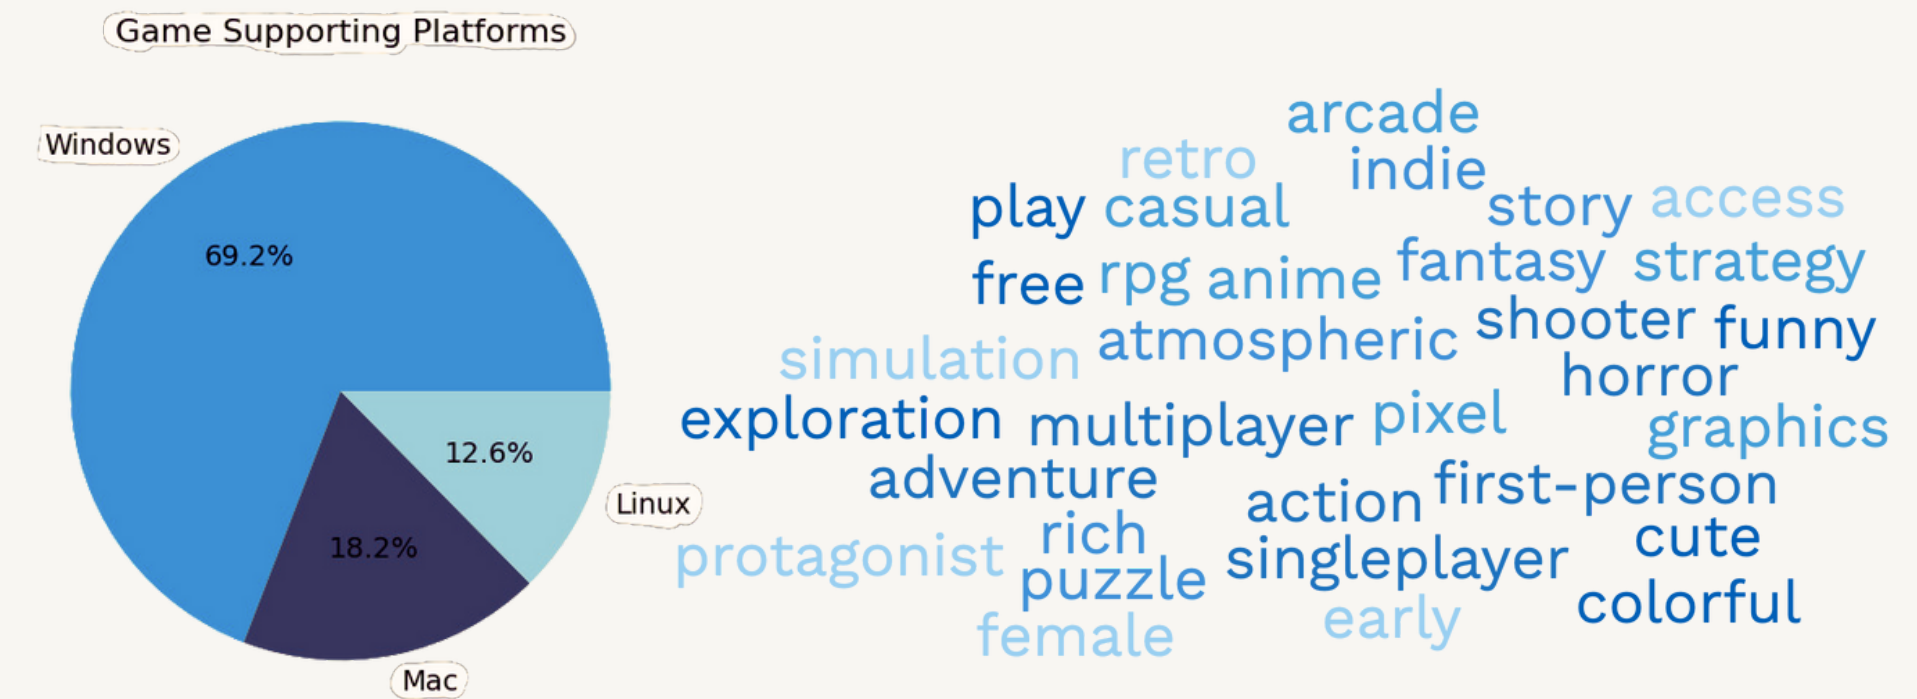 Game Supporting Platforms
Windows
69.2%
12.6%
Linux
18.2%
Mac
arcade
retro
indie
play casual
story access
free rpg anime fantasy strategy
simulation atmospheric shooter funny
horror
exploration multiplayer pixel graphics
adventure action first-person
protagonist rich singleplayer cute
puzzle
female early colorful